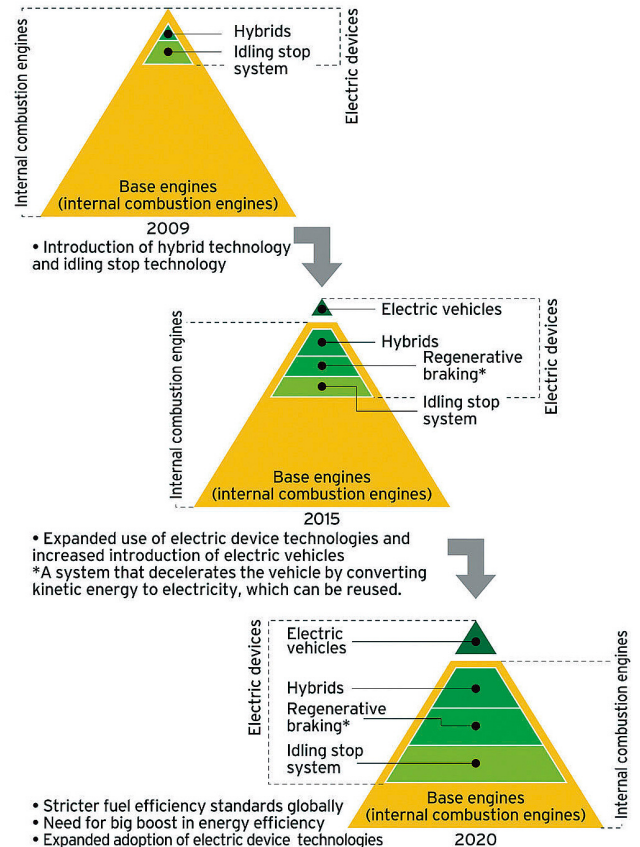 Internal combustion engines
Hybrids
Idling stop
system
Electric devices
Base engines
(internal combustion engines)
2009
• Introduction of hybrid technology
and idling stop technology
Internal combustion engines
Electric vehicles
Hybrids
Regenerative
braking*
Idling stop
system
Electric devices
Base engines
(internal combustion engines)
2015
• Expanded use of electric device technologies and
increased introduction of electric vehicles
*A system that decelerates the vehicle by converting
kinetic energy to electricity, which can be reused.
Electric devices
Electric
vehicles
Hybrids
Regenerative
braking*
Idling stop
system
Internal combustion engines
Base engines
(internal combustion engines)
2020
• Stricter fuel efficiency standards globally
• Need for big boost in energy efficiency
• Expanded adoption of electric device technologies